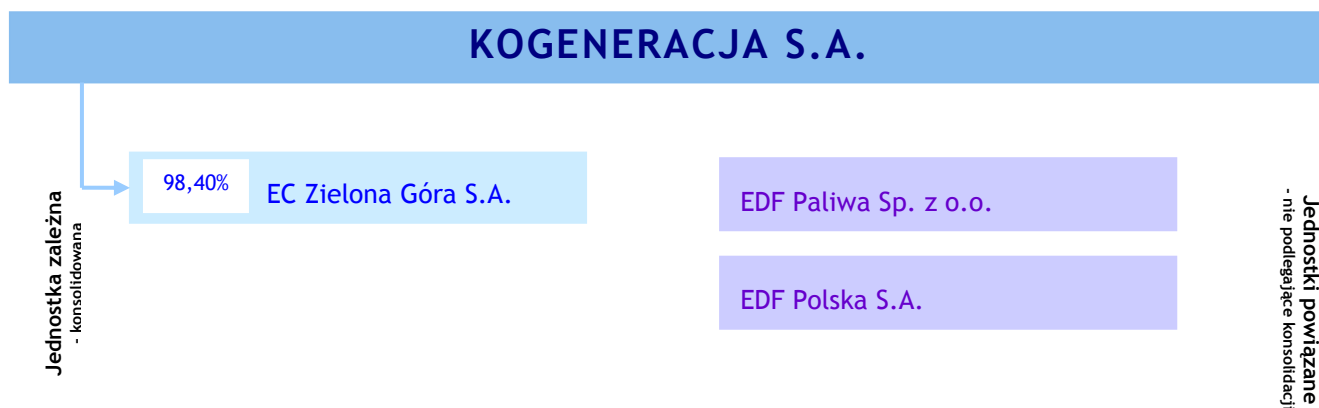 KOGENERACJA S.A.
Jednostka zależna
- konsolidowana
98,40%
EC Zielona Góra S.A.
EDF Paliwa Sp. z o.o.
EDF Polska S.A.
Jednostki powiązane
- nie podlegające konsolidacji